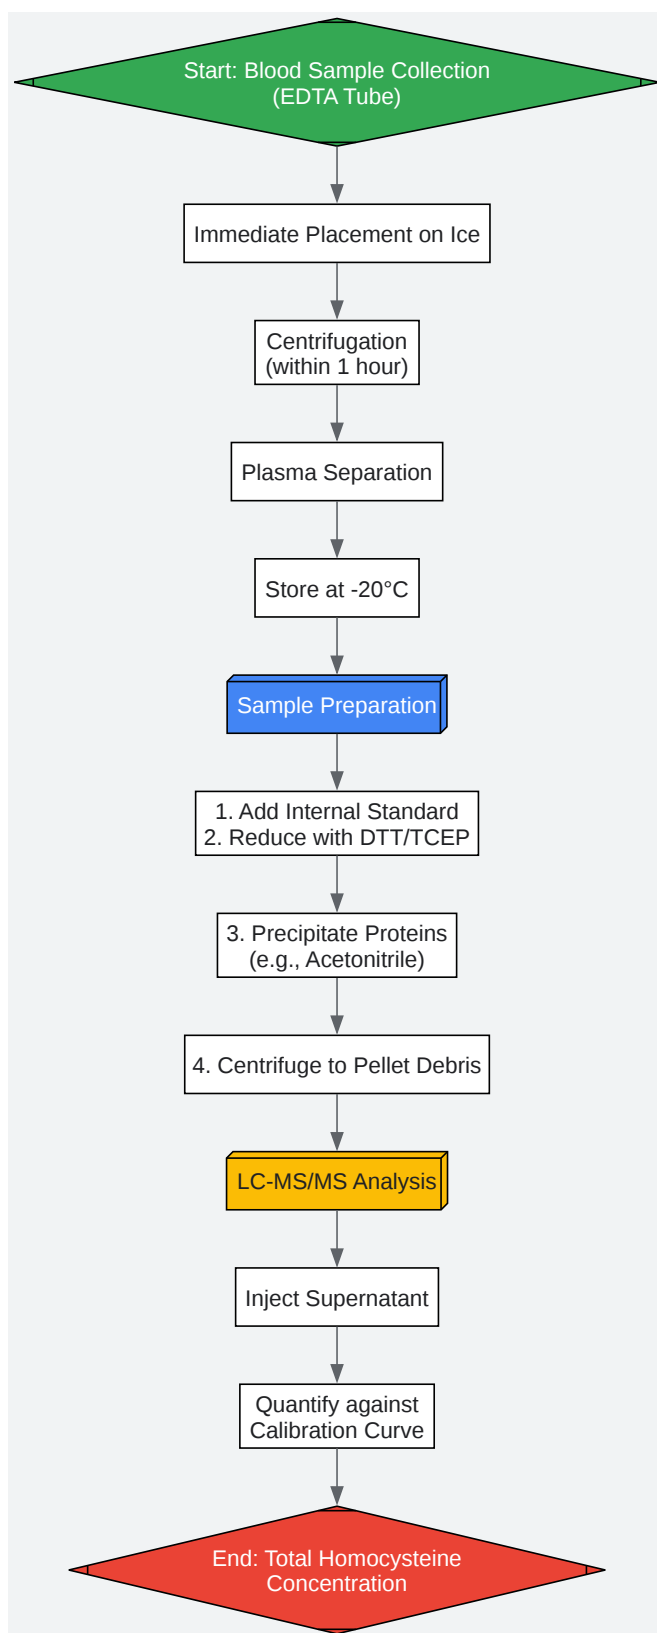 Start: Blood Sample Collection
(EDTA Tube)
Immediate Placement on Ice
Centrifugation
(within 1 hour)
Plasma Separation
Store at -20°C
Sample Preparation
1. Add Internal Standard
2. Reduce with DTT/TCEP
3. Precipitate Proteins
(e.g., Acetonitrile)
4. Centrifuge to Pellet Debris
LC-MS/MS Analysis
Inject Supernatant
Quantify against
Calibration Curve
End: Total Homocysteine
Concentration